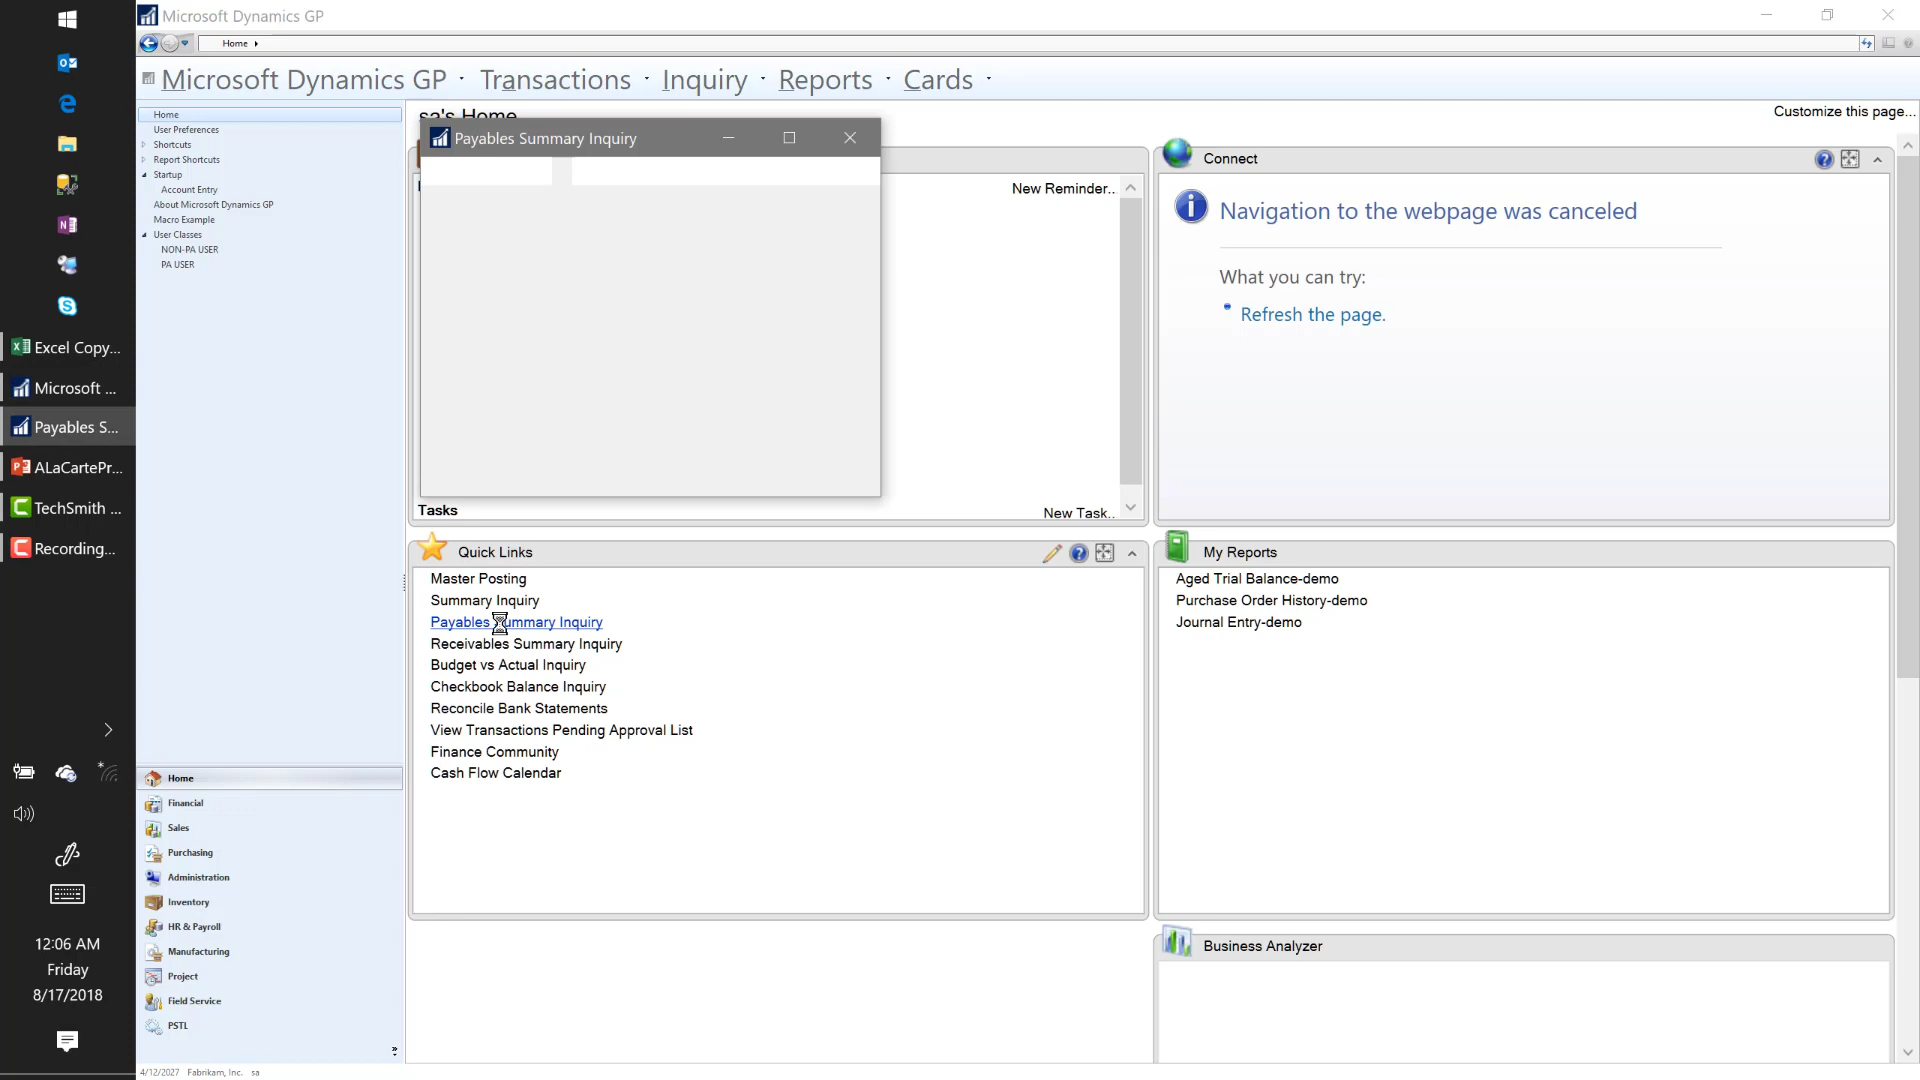 Microsoft Dynamics GP
Home
Microsoft Dynamics GP
Transactions
Inquiry
Reports
Cards
Home
User Preferences
Shortcuts
Report Shortcuts
Startup
Account Entry
About Microsoft Dynamics GP
Macro Example
User Classes
NON-PA USER
PA USER
sa's Home
Customize this page...
Payables Summary Inquiry
New Reminder..
Tasks
New Task..
Connect
Navigation to the webpage was canceled
What you can try:
Refresh the page.
Quick Links
Master Posting
Summary Inquiry
Payables Summary Inquiry
Receivables Summary Inquiry
Budget vs Actual Inquiry
Checkbook Balance Inquiry
Reconcile Bank Statements
View Transactions Pending Approval List
Finance Community
Cash Flow Calendar
My Reports
Aged Trial Balance-demo
Purchase Order History-demo
Journal Entry-demo
Business Analyzer
Home
Financial
Sales
Purchasing
Administration
Inventory
HR & Payroll
Manufacturing
Project
Field Service
PSTL
4/12/2027 Fabrikam, Inc. sa
Excel Copy...
Microsoft ...
Payables S...
ALaCartePr...
TechSmith ...
Recording...
12:06 AM
Friday
8/17/2018